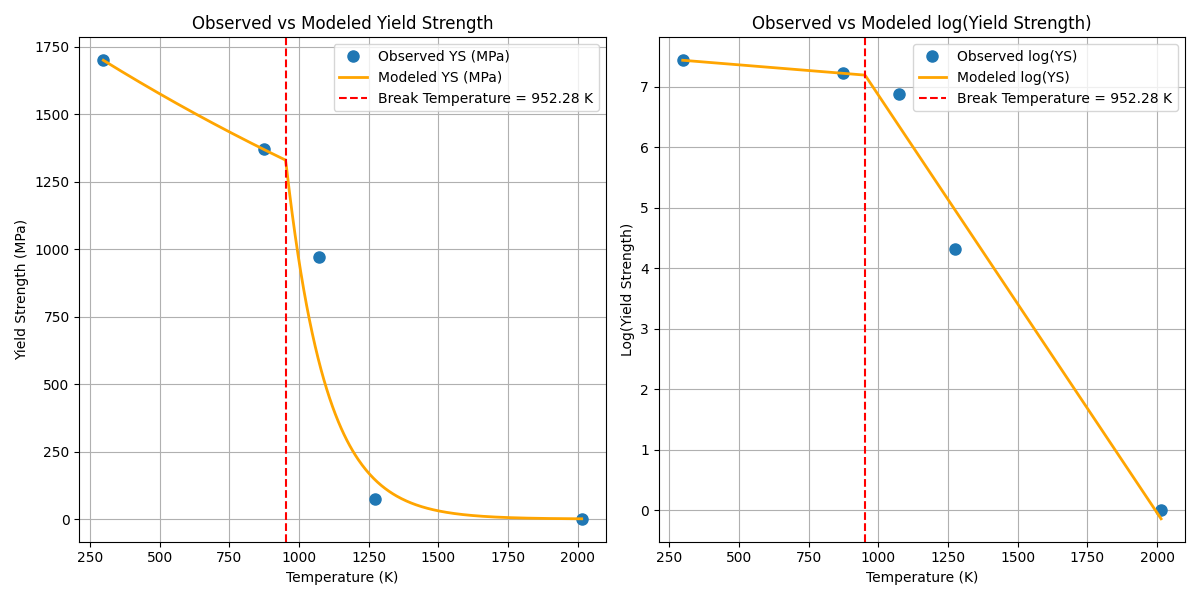 Observed vs Modeled Yield Strength
Observed YS (MPa)
Modeled YS (MPa)
Break Temperature = 952.28 K
Yield Strength (MPa)
1750
1500
1250
1000
750
500
250
0
250 500 750 1000 1250 1500 1750 2000
Temperature (K)
Observed vs Modeled log(Yield Strength)
Observed log(YS)
Modeled log(YS)
Break Temperature = 952.28 K
Log(Yield Strength)
7
6
5
4
3
2
1
0
250 500 750 1000 1250 1500 1750 2000
Temperature (K)